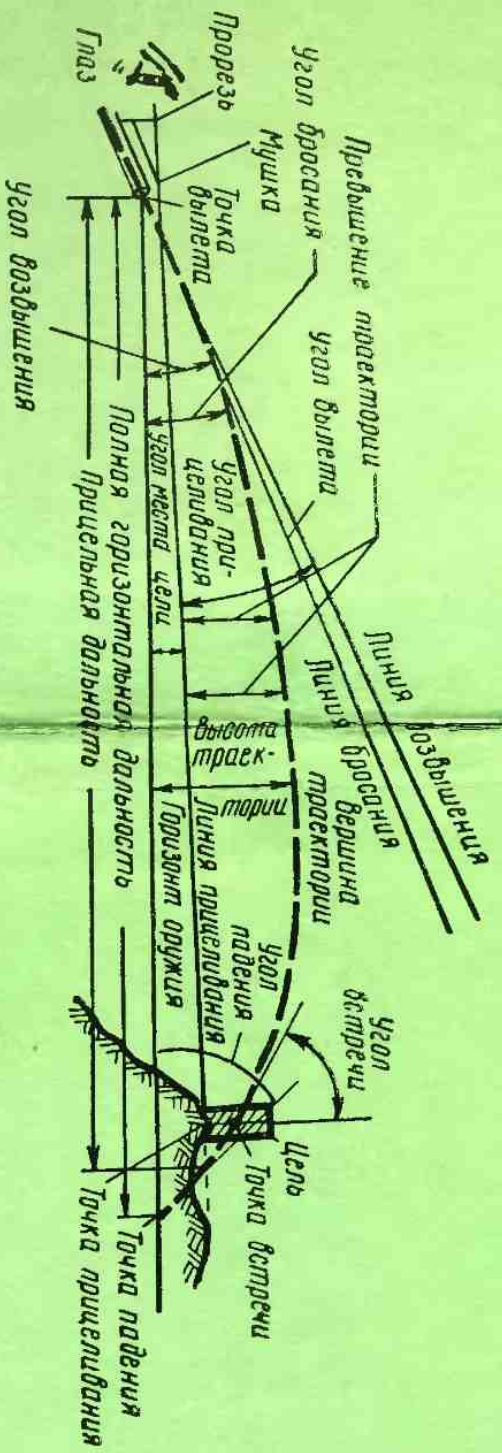 Превышение траектории
Угол вылета
Линия возвышения
Линия бросания
Угол бросания
Мушка
Прорезь
Глаз
Точка
вылета
Угол при-
целивания
Угол места цели
высота
траек-
тории
вершина
траектории
Угол
встречи
Угол
падения
Линия прицеливания
Горизонт оружия
Цель
Точка встречи
Полная горизонтальная дальность
Прицельная дальность
Угол возвышения
Точка падения
Точка прицеливания